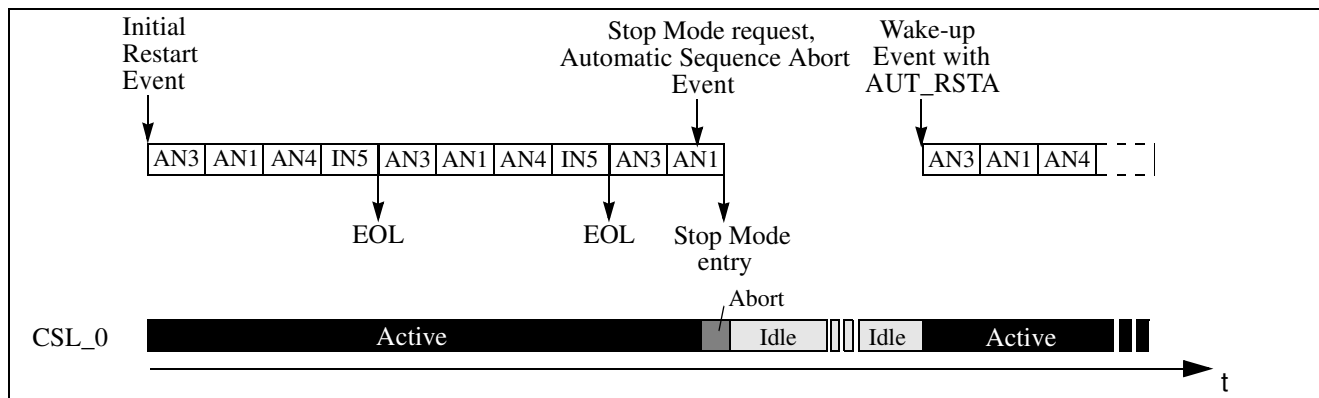 Initial
Restart
Event
Stop Mode request,
Automatic Sequence Abort
Event
Wake-up
Event with
AUT_RSTA
AN3 AN1 AN4 IN5 AN3 AN1 AN4 IN5 AN3 AN1
AN3 AN1 AN4
EOL
EOL
Stop Mode
entry
Abort
CSL_0
Active
Idle
Idle
Active
t